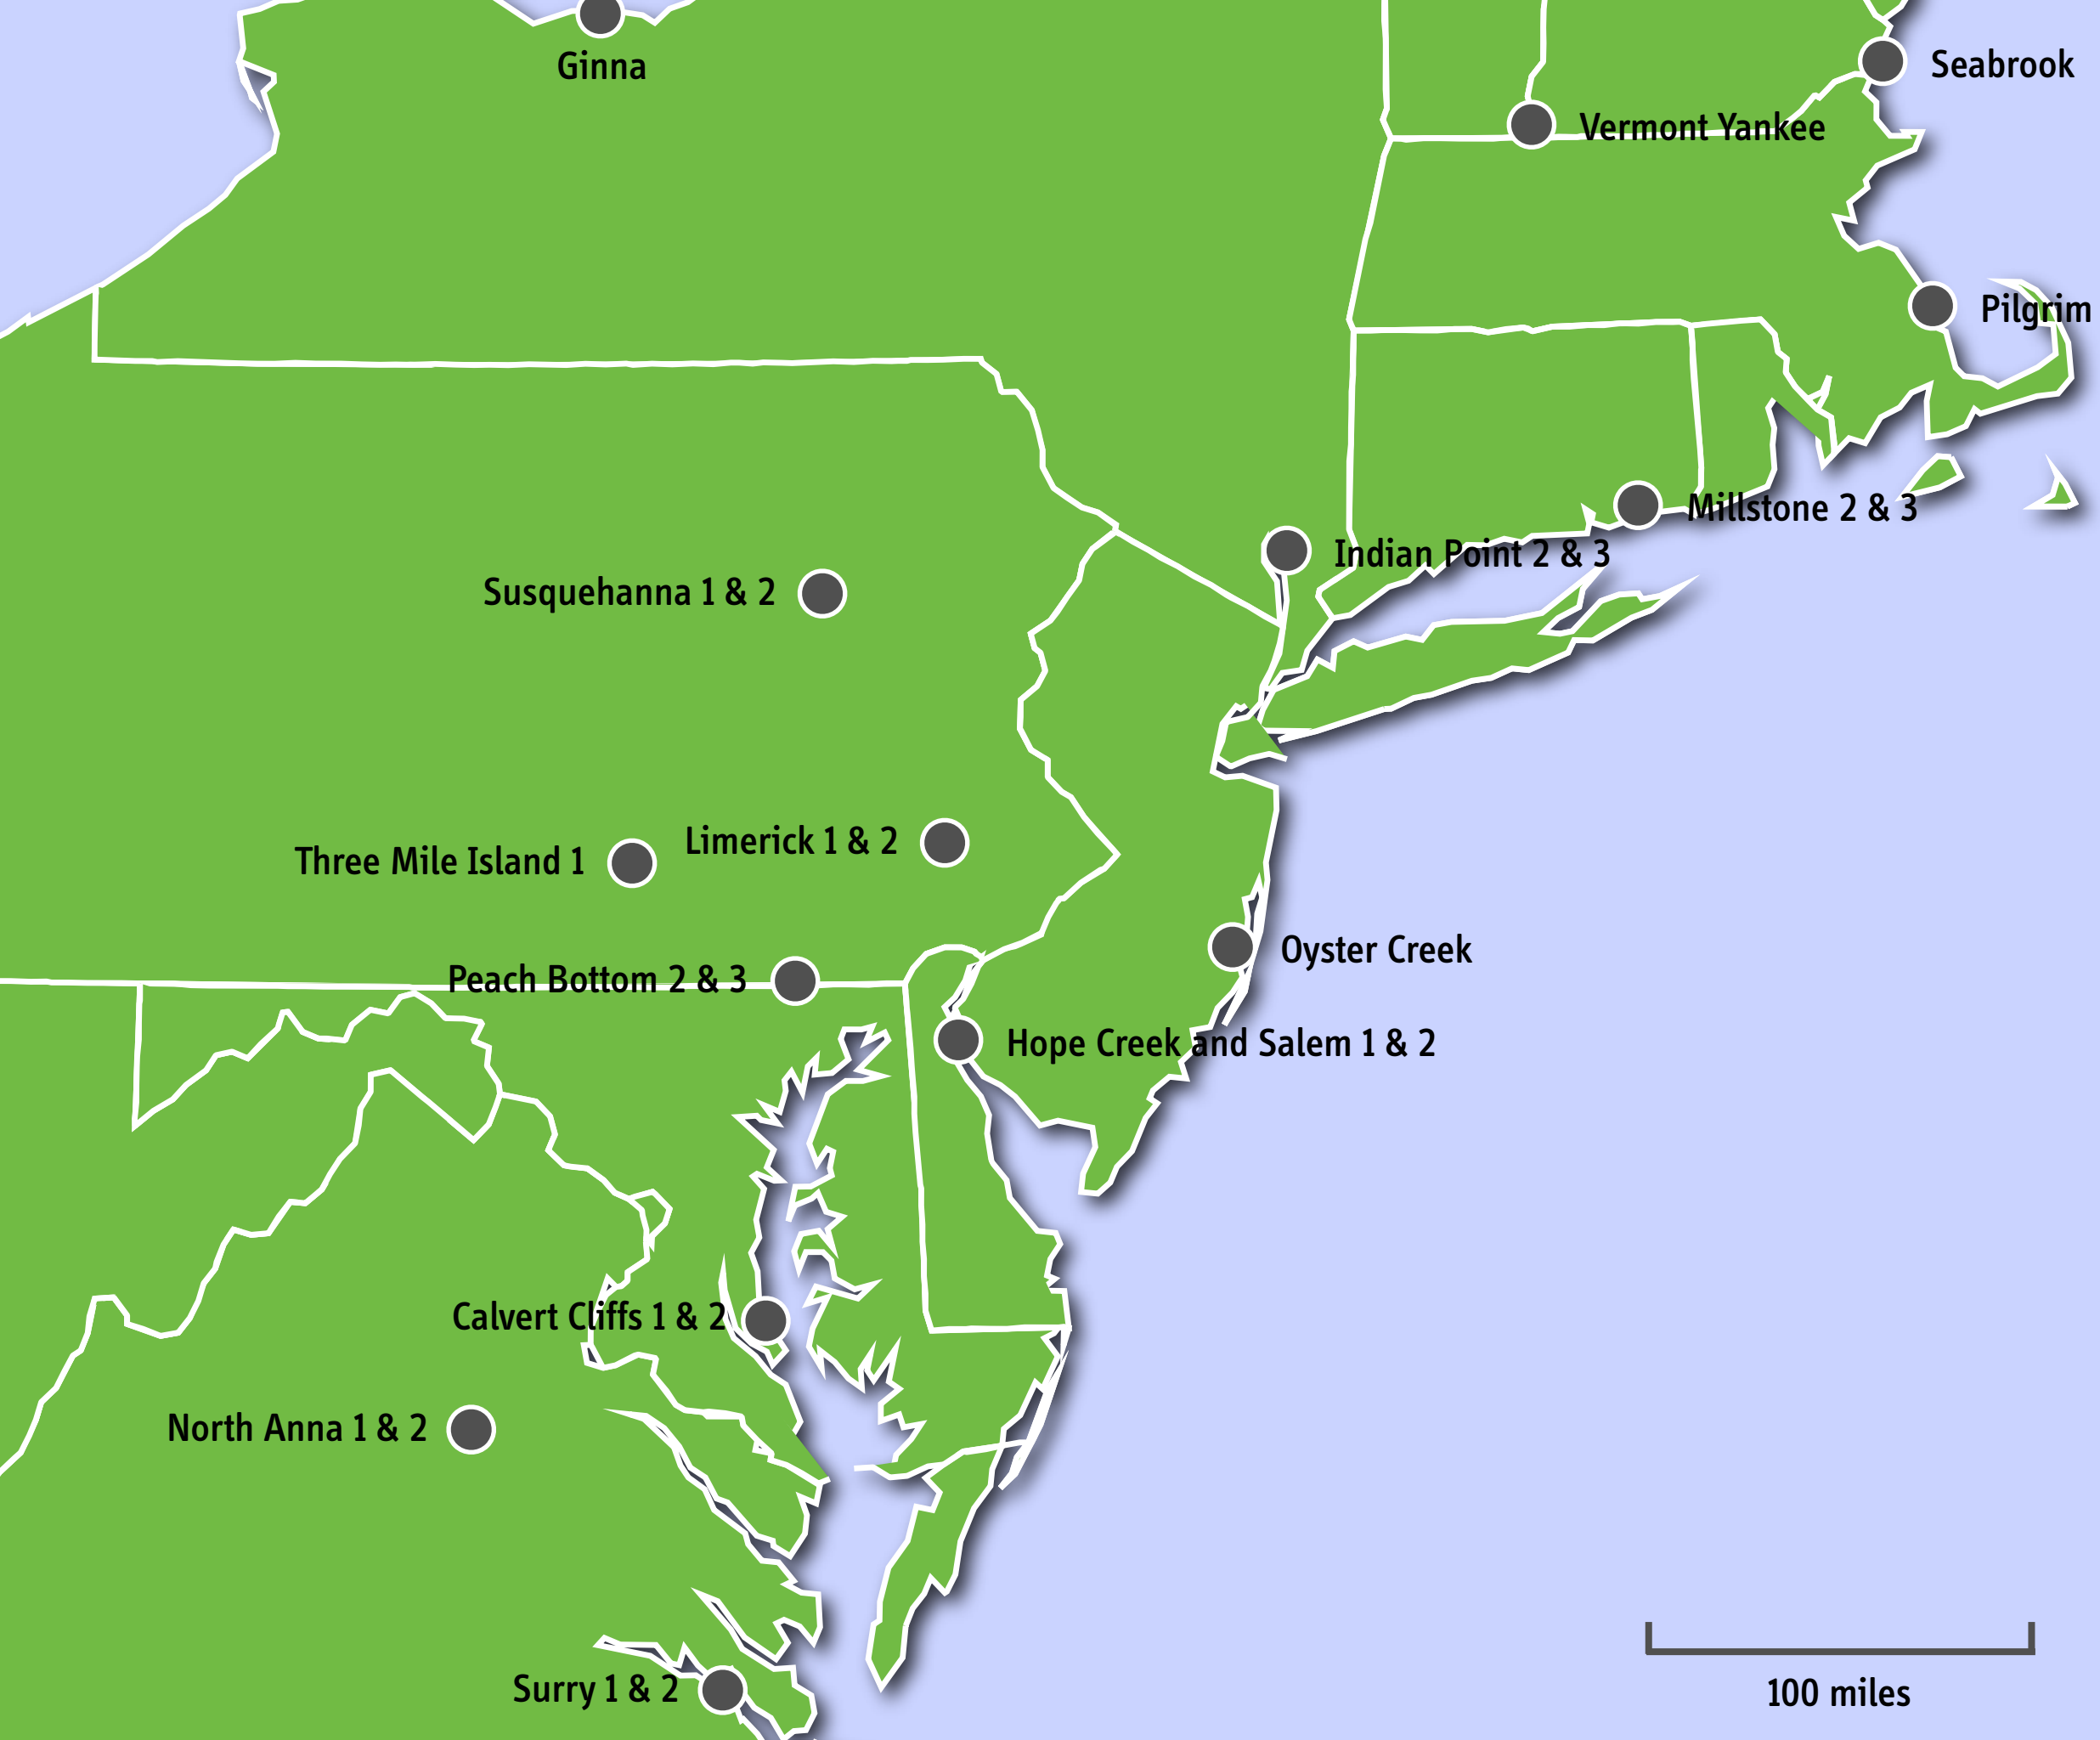 Ginna
Seabrook
Vermont Yankee
Pilgrim
Millstone 2 & 3
Indian Point 2 & 3
Susquehanna 1 & 2
Limerick 1 & 2
Three Mile Island 1
Oyster Creek
Peach Bottom 2 & 3
Hope Creek and Salem 1 & 2
Calvert Cliffs 1 & 2
North Anna 1 & 2
Surry 1 & 2
100 miles